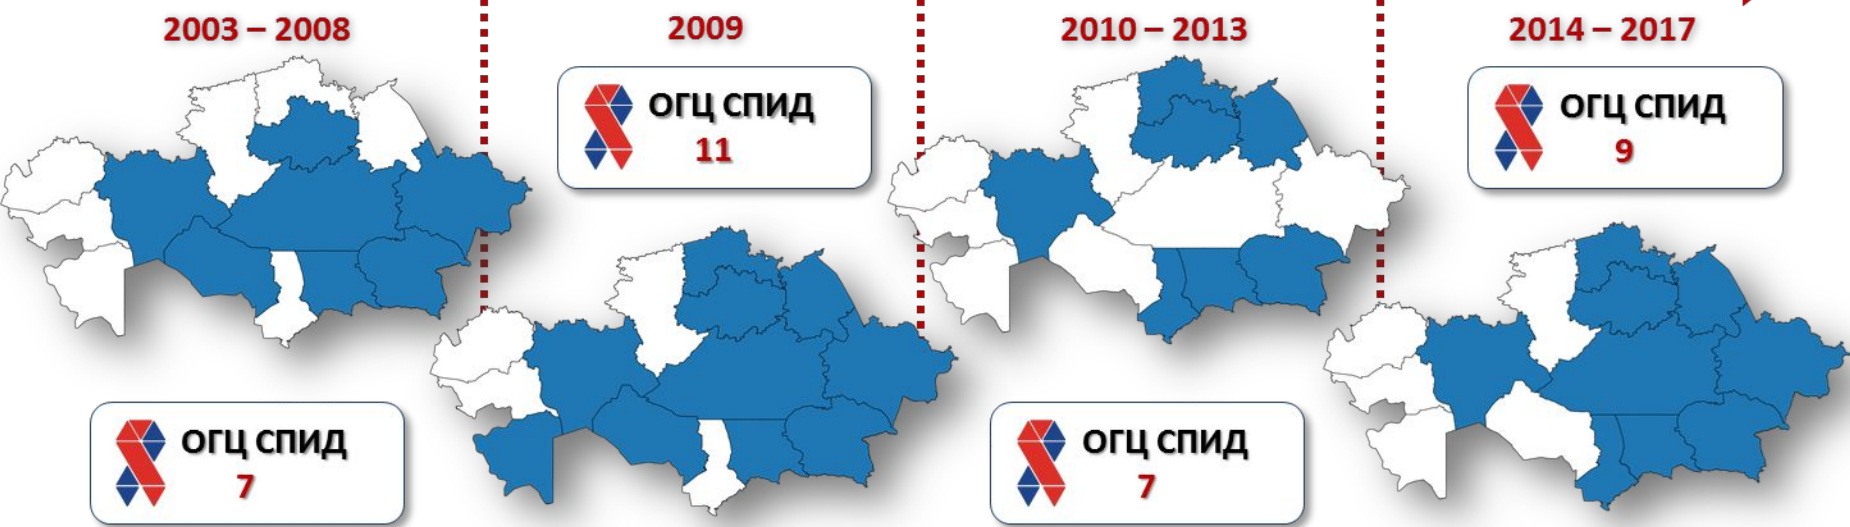 2003 – 2008
ОГЦ СПИД
7
2009
ОГЦ СПИД
11
2010 – 2013
ОГЦ СПИД
7
2014 – 2017
ОГЦ СПИД
9